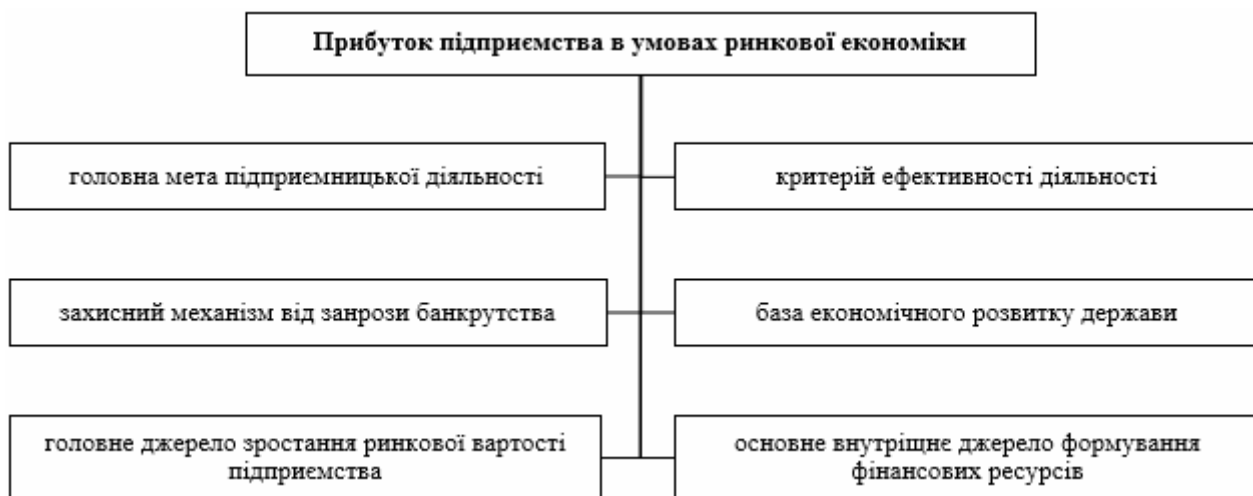 Прибуток підприємства в умовах ринкової економіки
головна мета підприємницької діяльності
критерій ефективності діяльності
захисний механізм від занрози банкрутства
база економічного розвитку держави
головне джерело зростання ринкової вартості
підприємства
основне внутріщнє джерело формування
фінансових ресурсів